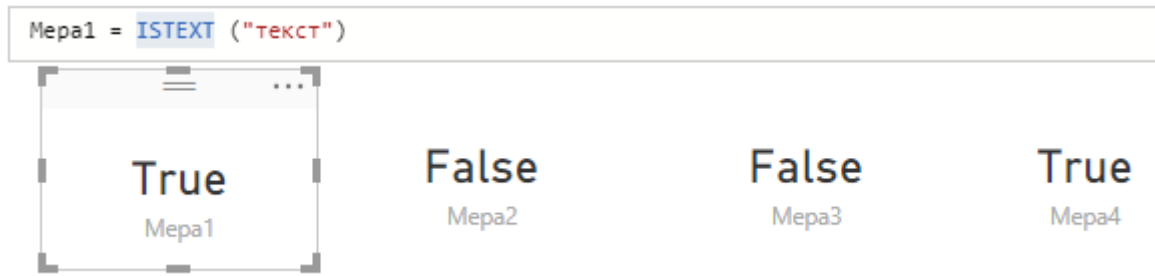 Мера1 = ISTEXT ("текст")
True
False
False
True
Мера1
Мера2
Мера3
Мера4